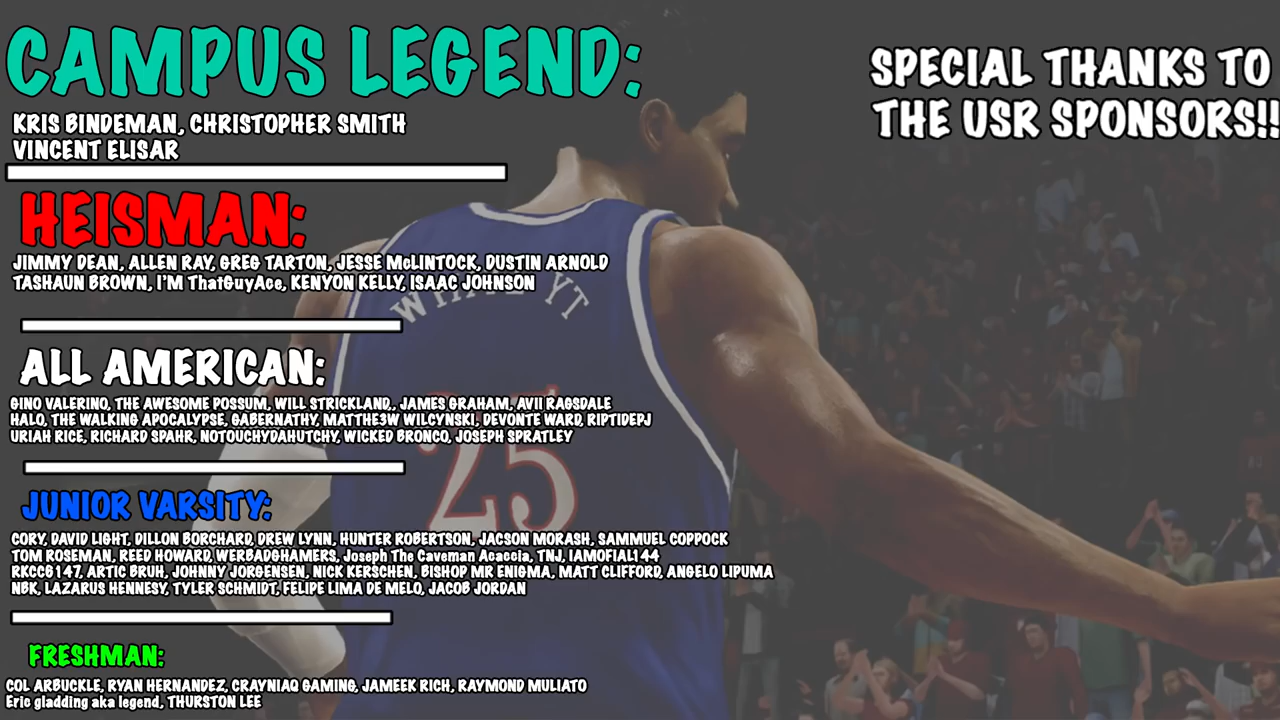 CAMPUS LEGEND:
KRIS BINDEMAN, CHRISTOPHER SMITH
VINCENT ELISAR
SPECIAL THANKS TO
THE USR SPONSORS!!
HEISMAN:
JIMMY DEAN, ALLEN RAY, GREG TARTON, JESSE McLINTOCK, DUSTIN ARNOLD
TASHAUN BROWN, I'M ThatGuyAce, KENYON KELLY, ISAAC JOHNSON
YT
25
ALL AMERICAN:
GINO VALERINO, THE AWESOME POSSUM, WILL STRICKLAND,, JAMES GRAHAM, AVII RAGSDALE
HALO, THE WALKING APOCALYPSE, GABERNATHY, MATTHE3W WILCYNSKI, DEVONTE WARD, RIPTIDEPJ
URIAH RICE, RICHARD SPAHR, NOTOUCHYDAHUTCHY, WICKED BRONCO, JOSEPH SPRATLEY
JUNIOR VARSITY:
CORY, DAVID LIGHT, DILLON BORCHARD, DREW LYNN, HUNTER ROBERTSON, JACSON MORASH, SAMMUEL COPPOCK
TOM ROSEMAN, REED HOWARD, WERBADGHAMERS, Joseph The Caveman Acaccia, TNJ, IAMOFIAL144
RKCC6147, ARTIC BRUH, JOHNNY JORGENSEN, NICK KERSCHEN, BISHOP MR ENIGMA, MATT CLIFFORD, ANGELO LIPUMA
NBK, LAZARUS HENNESY, TYLER SCHMIDT, FELIPE LIMA DE MELO, JACOB JORDAN
FRESHMAN:
COL ARBUCKLE, RYAN HERNANDEZ, CRAYNIAQ GAMING, JAMEEK RICH, RAYMOND MULIATO
Eric gladding aka legend, THURSTON LEE